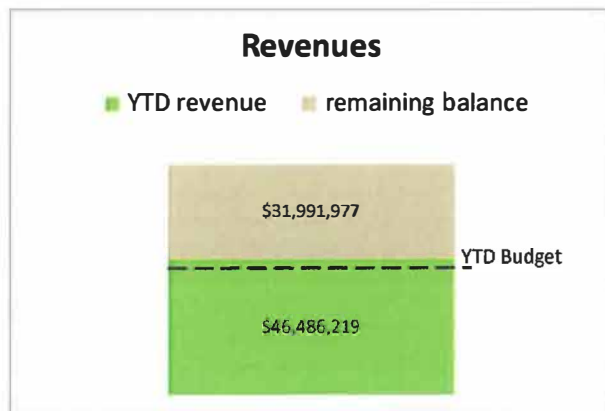 Revenues
YTD revenue remaining balance
$31,991,977
YTD Budget
$46,486,219